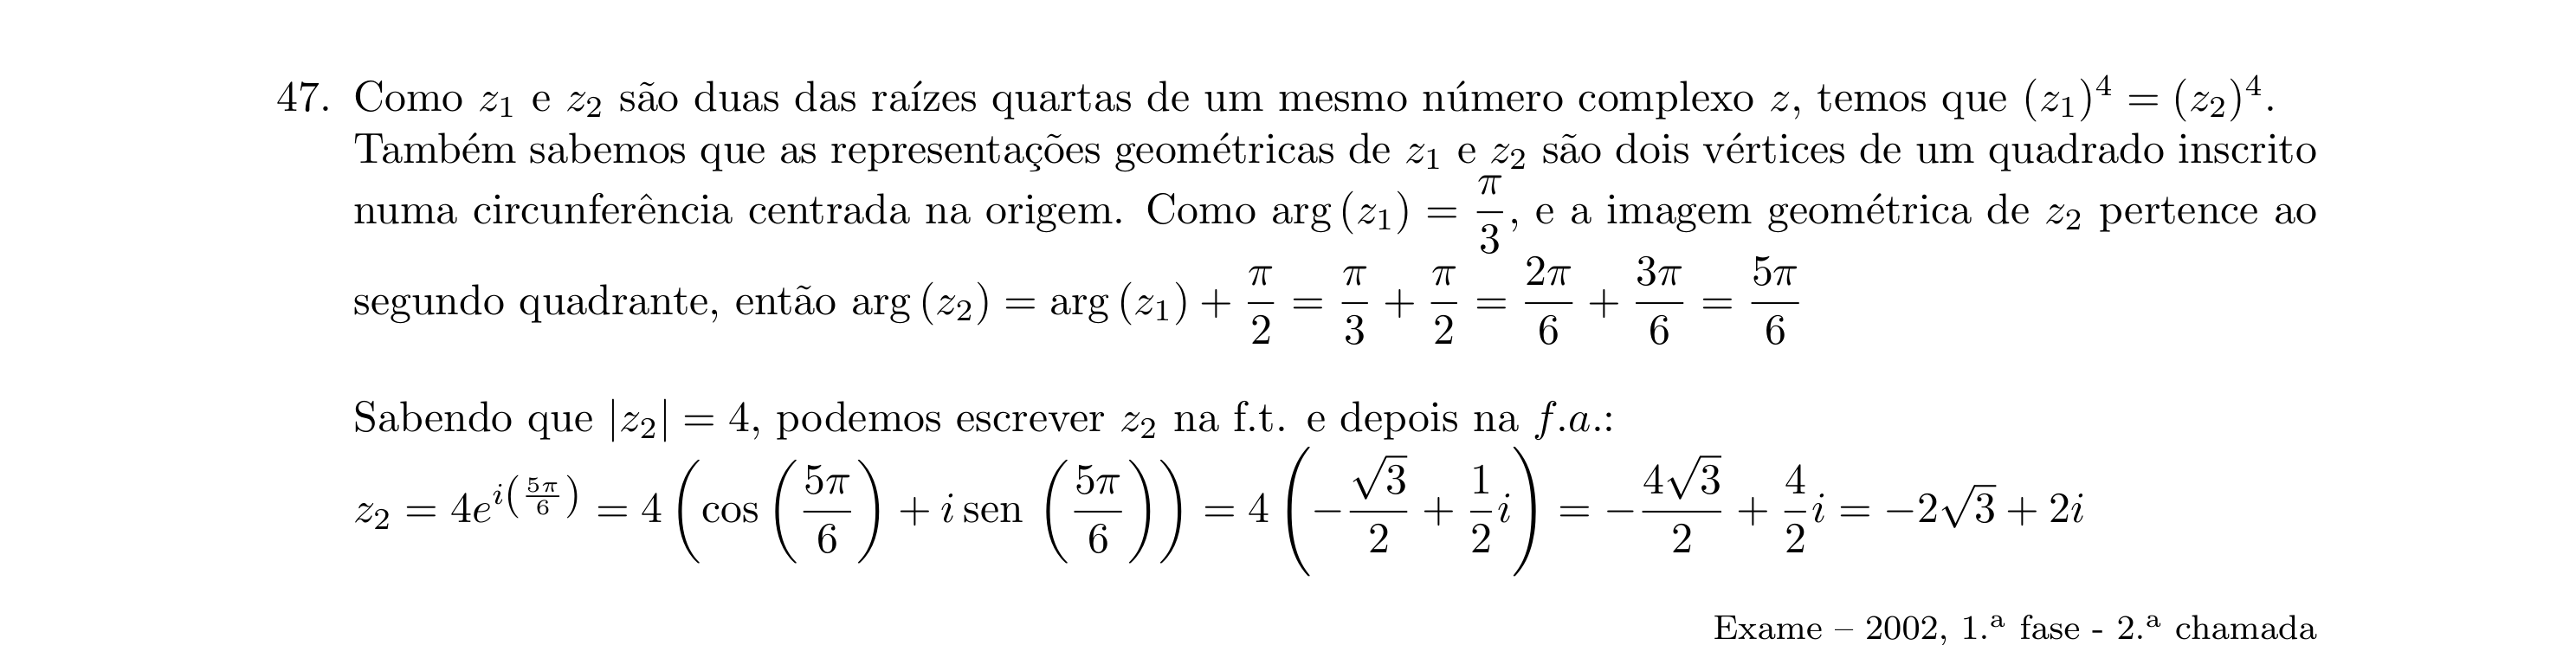 47. Como $z_1$ e $z_2$ são duas das raízes quartas de um mesmo número complexo $z$, temos que $(z_1)^4 = (z_2)^4$.
Também sabemos que as representações geométricas de $z_1$ e $z_2$ são dois vértices de um quadrado inscrito
numa circunferência centrada na origem. Como $\arg(z_1) = \frac{\pi}{3}$, e a imagem geométrica de $z_2$ pertence ao
segundo quadrante, então $\arg(z_2) = \arg(z_1) + \frac{\pi}{2} = \frac{\pi}{3} + \frac{\pi}{2} = \frac{2\pi}{6} + \frac{3\pi}{6} = \frac{5\pi}{6}$
Sabendo que $|z_2| = 4$, podemos escrever $z_2$ na f.t. e depois na $f.a.$:
$z_2 = 4e^{i\left(\frac{5\pi}{6}\right)} = 4\left(\cos\left(\frac{5\pi}{6}\right) + i\,\text{sen}\left(\frac{5\pi}{6}\right)\right) = 4\left(-\frac{\sqrt{3}}{2} + \frac{1}{2}i\right) = -\frac{4\sqrt{3}}{2} + \frac{4}{2}i = -2\sqrt{3} + 2i$
Exame – 2002, 1.ª fase - 2.ª chamada